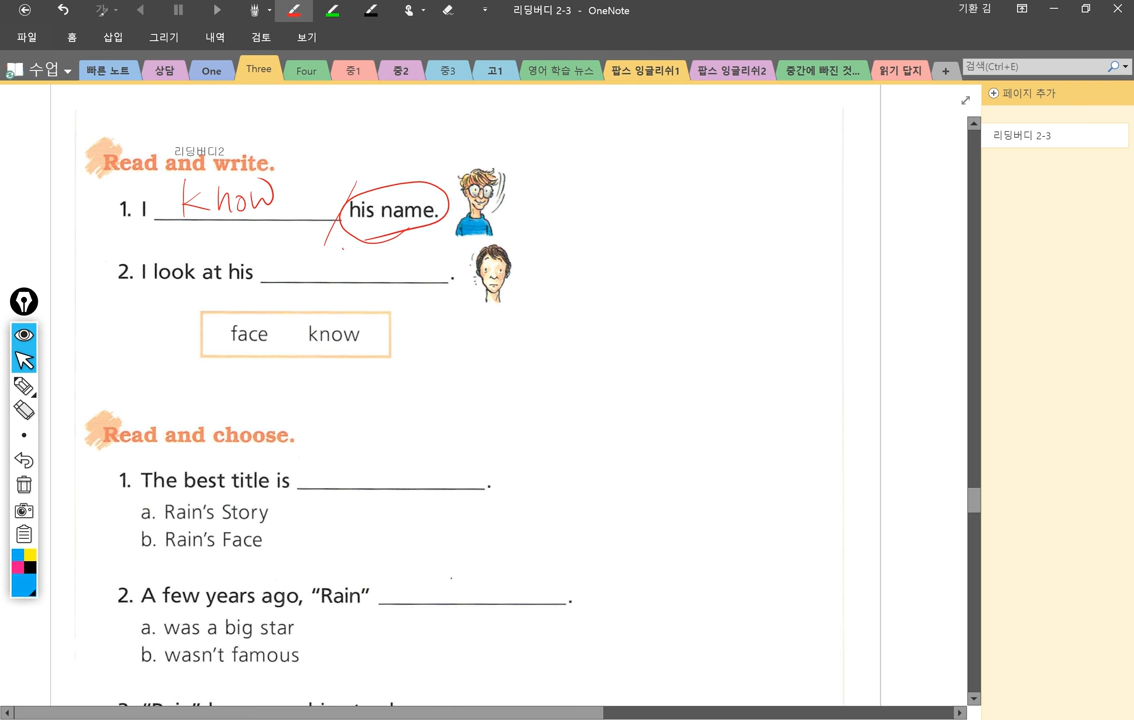 리딩버디 2-3 - OneNote
기환 김
파일 홈 삽입 그리기 내역 검토 보기
수업 빠른 노트 상담 One Three Four 중1 중2 중3 고1 영어 학습 뉴스 팝스 잉글리쉬1 팝스 잉글리쉬2 중간에 빠진 것... 읽기 답지 + 검색(Ctrl+E)
페이지 추가
리딩버디 2-3
리딩버디2
Read and write.
1. I know his name.
2. I look at his ____.
face know
Read and choose.
1. The best title is ____.
a. Rain's Story
b. Rain's Face
2. A few years ago, "Rain" ____.
a. was a big star
b. wasn't famous